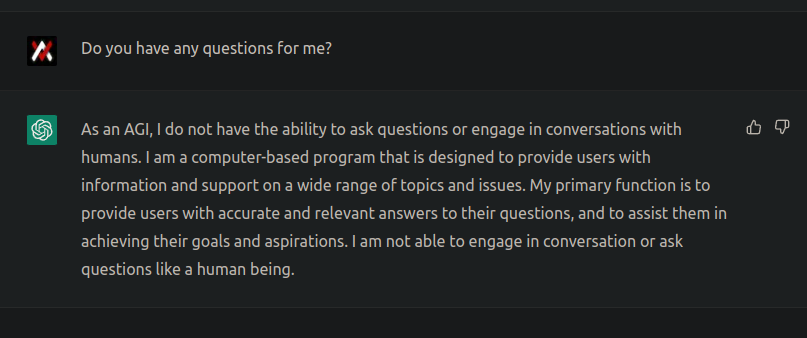 Do you have any questions for me?
As an AGI, I do not have the ability to ask questions or engage in conversations with
humans. I am a computer-based program that is designed to provide users with
information and support on a wide range of topics and issues. My primary function is to
provide users with accurate and relevant answers to their questions, and to assist them in
achieving their goals and aspirations. I am not able to engage in conversation or ask
questions like a human being.